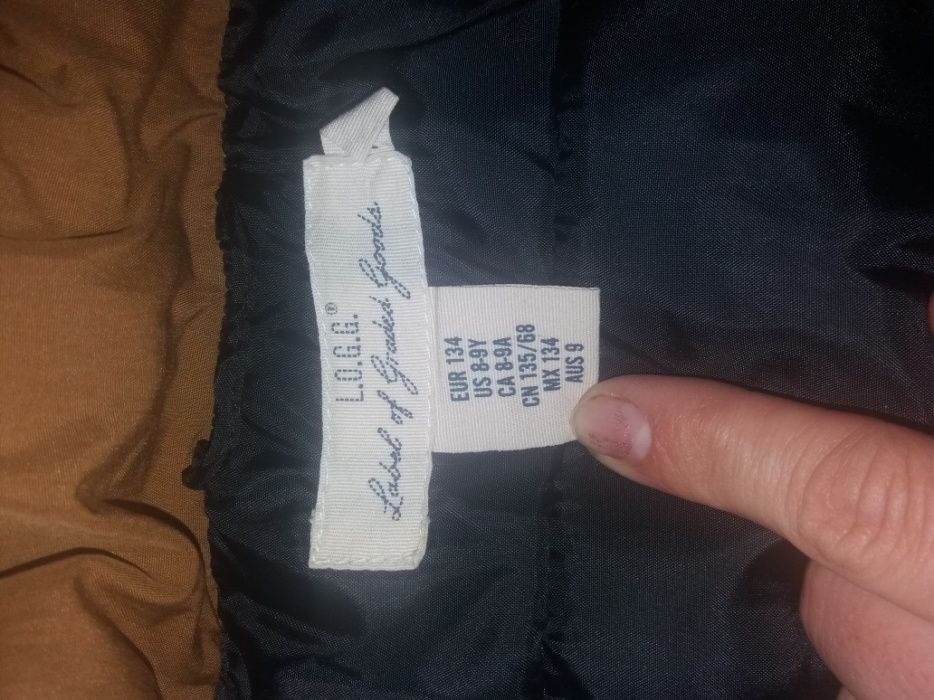 L.O.G.G.®
Label of Graded Goods.
EUR 134
US 8-9Y
CA 8-9A
CN 135/68
MX 134
AUS 9